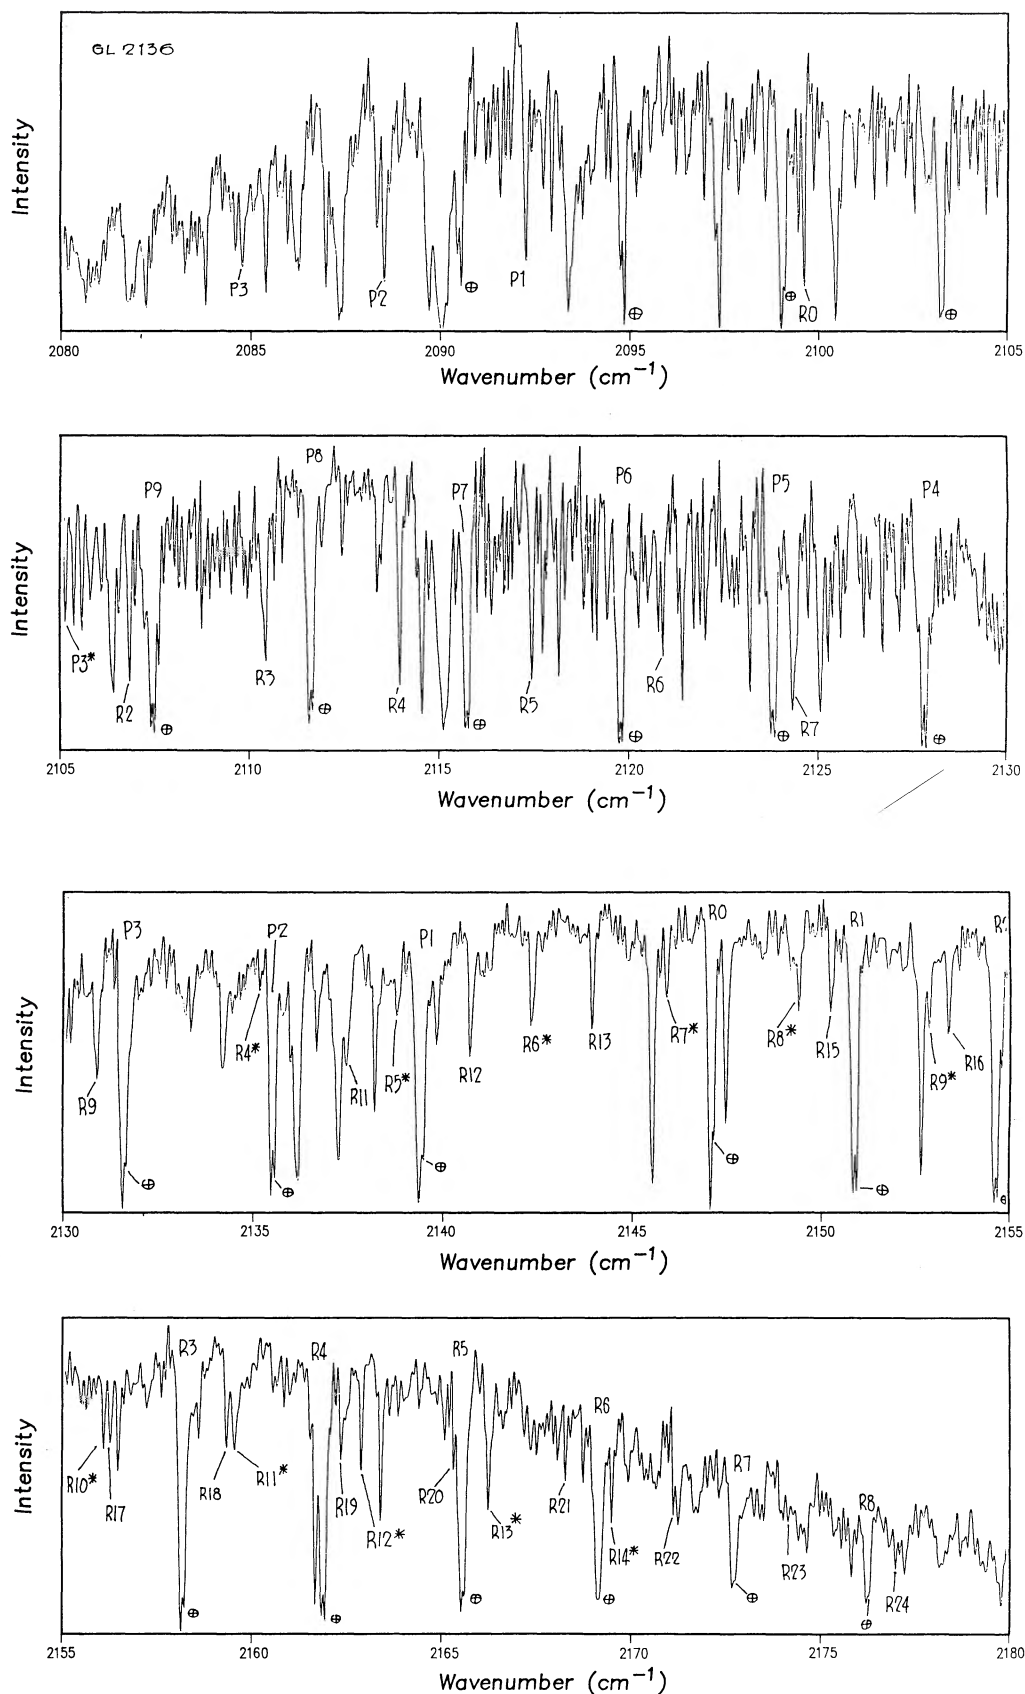 GL 2136
Intensity
P3
P2
⊕
P1
⊕
⊕
R0
⊕
2080 2085 2090 2095 2100 2105
Wavenumber (cm⁻¹)
P9 P8 P7 P6 P5 P4
Intensity
P3*
R2
⊕
R3
⊕
R4
⊕
R5
⊕
R6
⊕
R7
⊕
2105 2110 2115 2120 2125 2130
Wavenumber (cm⁻¹)
P3 P2 P1 R0 R1
Intensity
R9
⊕
R4*
⊕
R11
R5*
⊕
R12
R6*
R13
R7*
⊕
R8*
R15
⊕
R9*
R16
⊕
2130 2135 2140 2145 2150 2155
Wavenumber (cm⁻¹)
R3 R4 R5 R6 R7 R8
Intensity
R10*
R17
⊕
R18
R11*
⊕
R19
R12*
R20
⊕
R13*
R21
⊕
R14*
R22
⊕
R23
⊕
R24
2155 2160 2165 2170 2175 2180
Wavenumber (cm⁻¹)